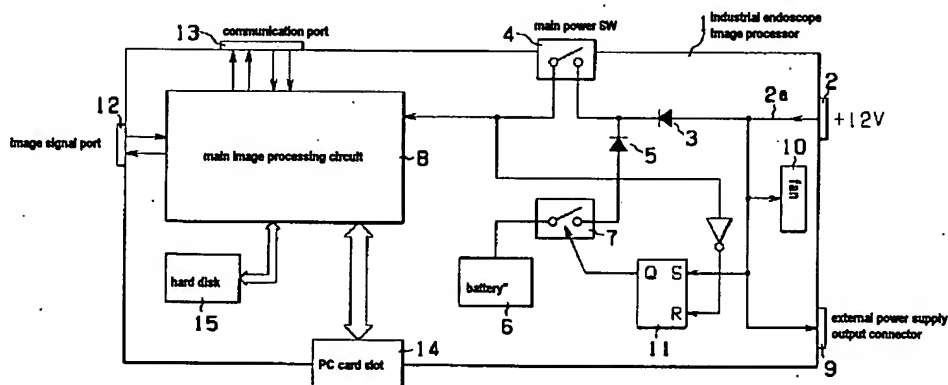 13
communication port
4
main power SW
1
Industrial endoscope
Image processor
12
Image signal port
main image processing circuit
8
2
2a
+12V
3
5
10
fan
7
hard disk
15
battery"
6
Q S
R
11
external power supply
output connector
9
PC card slot
14